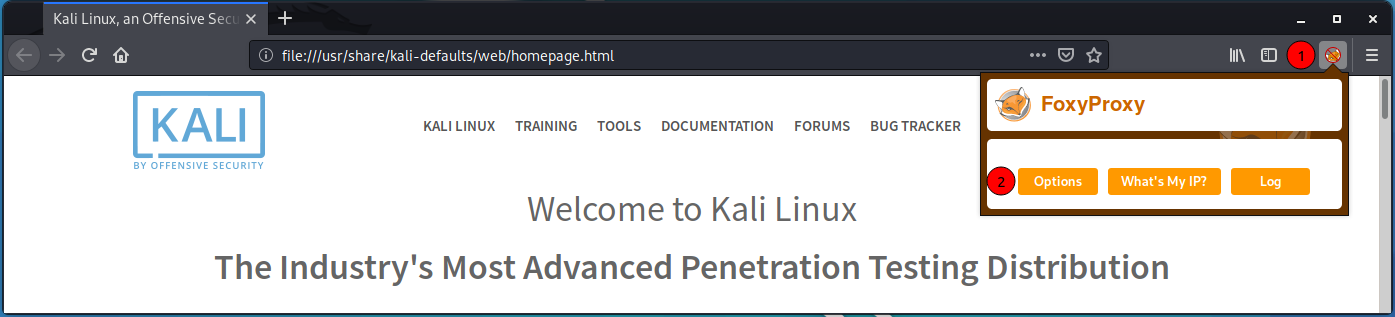 Kali Linux, an Offensive Secu
file:///usr/share/kali-defaults/web/homepage.html
1
FoxyProxy
KALI
BY OFFENSIVE SECURITY
KALI LINUX TRAINING TOOLS DOCUMENTATION FORUMS BUG TRACKER
2 Options What's My IP? Log
Welcome to Kali Linux
The Industry's Most Advanced Penetration Testing Distribution